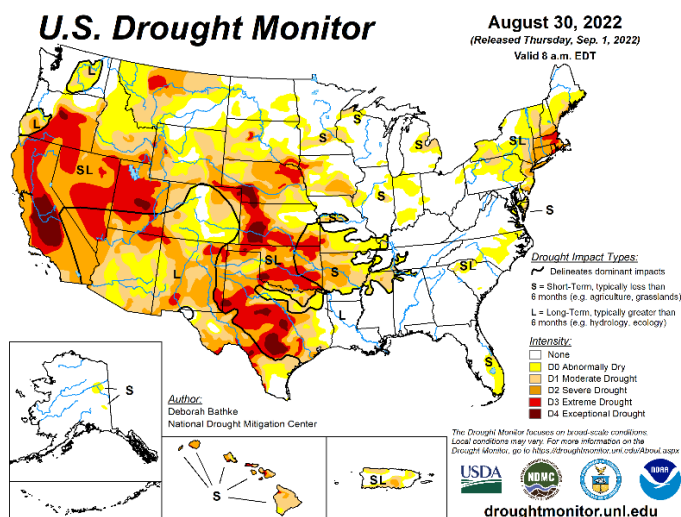 U.S. Drought Monitor
August 30, 2022
(Released Thursday, Sep. 1, 2022)
Valid 8 a.m. EDT
L
S
L
S
S
SL
SL
S
S
SL
S
SL
L
L
S
S
Drought Impact Types:
Delineates dominant impacts
S = Short-Term, typically less than
6 months (e.g. agriculture, grasslands)
L = Long-Term, typically greater than
6 months (e.g. hydrology, ecology)
Intensity:
None
D0 Abnormally Dry
D1 Moderate Drought
D2 Severe Drought
D3 Extreme Drought
D4 Exceptional Drought
S
Author:
Deborah Bathke
National Drought Mitigation Center
S
SL
The Drought Monitor focuses on broad-scale conditions.
Local conditions may vary. For more information on the
Drought Monitor, go to https://droughtmonitor.unl.edu/About.aspx
USDA
NDMC
NOAA
droughtmonitor.unl.edu